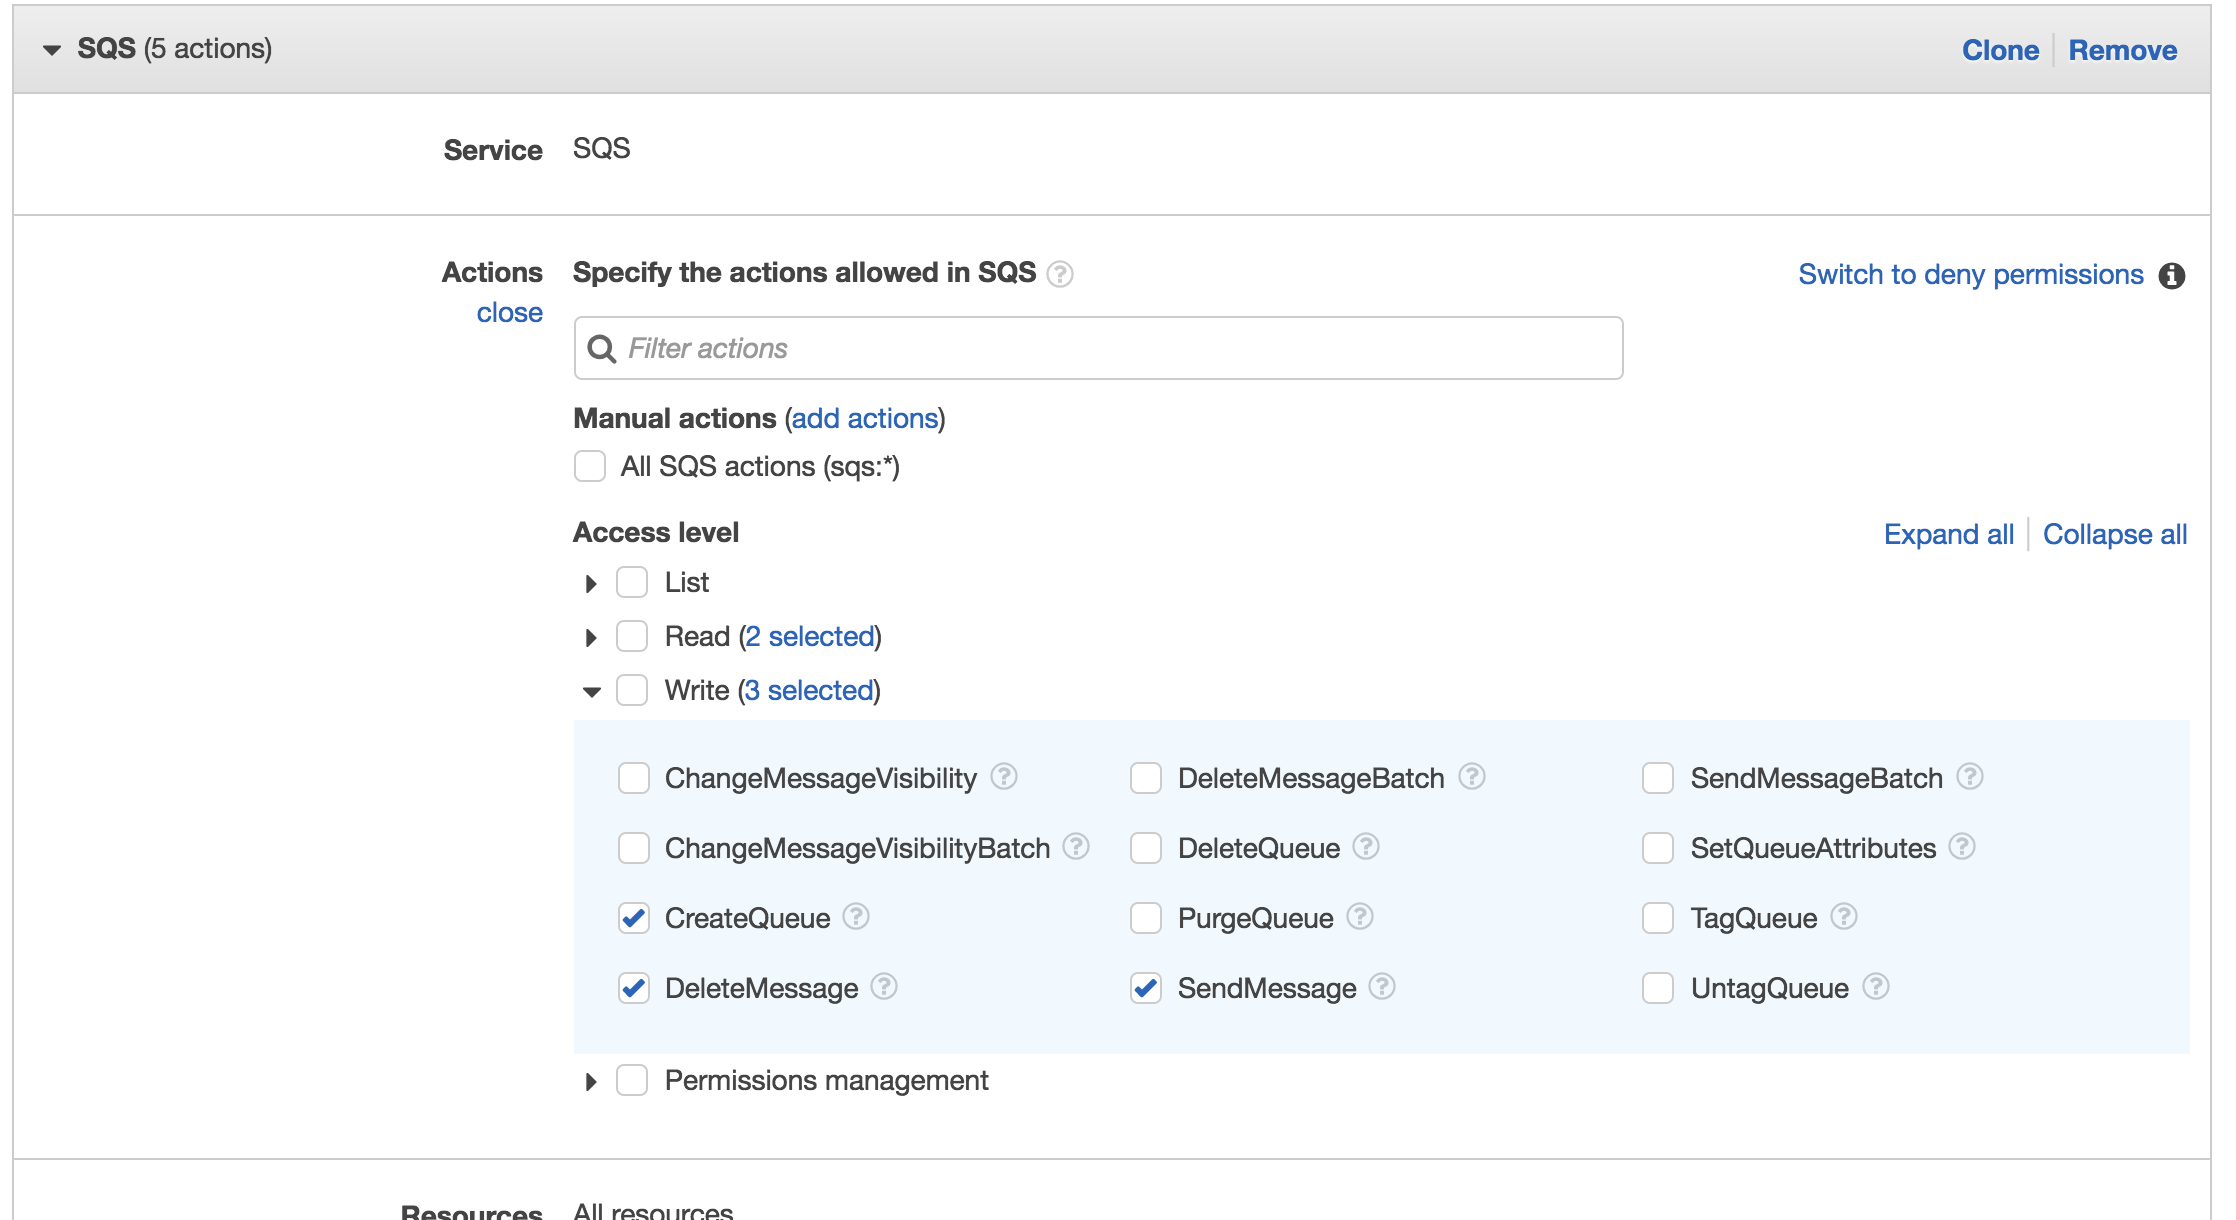 SQS (5 actions) Clone Remove
Service SQS
Actions Specify the actions allowed in SQS ? Switch to deny permissions i
close
Filter actions
Manual actions (add actions)
All SQS actions (sqs:*)
Access level Expand all Collapse all
List
Read (2 selected)
Write (3 selected)
ChangeMessageVisibility ? DeleteMessageBatch ? SendMessageBatch ?
ChangeMessageVisibilityBatch ? DeleteQueue ? SetQueueAttributes ?
CreateQueue ? PurgeQueue ? TagQueue ?
DeleteMessage ? SendMessage ? UntagQueue ?
Permissions management
Resources All resources